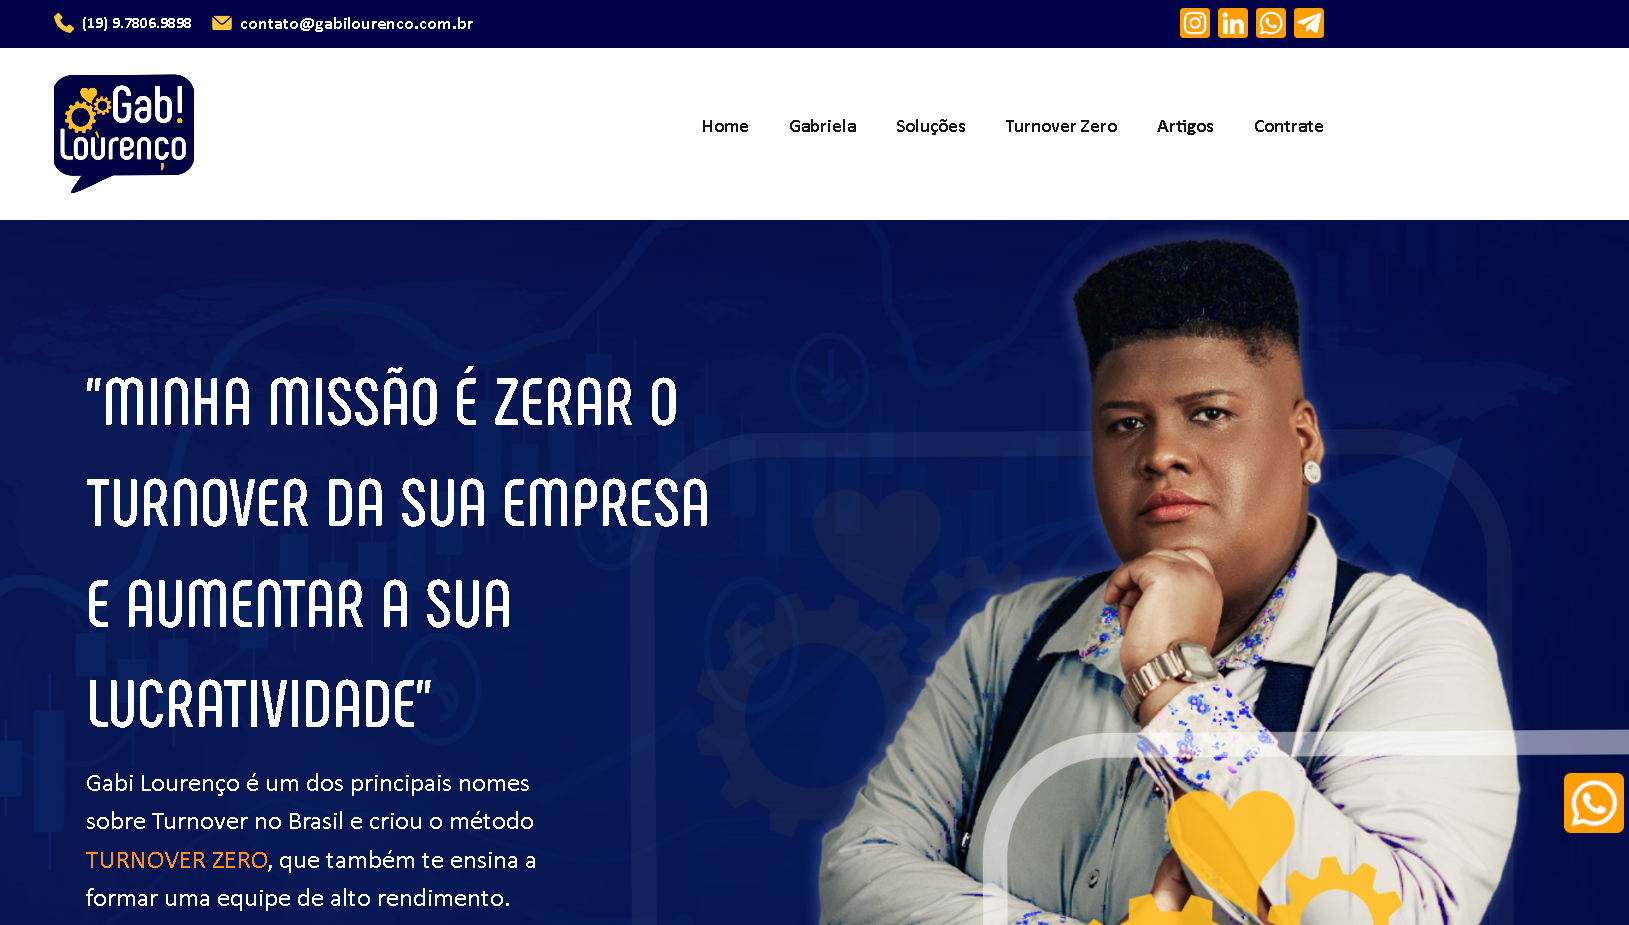 (19) 9.7806.9898 contato@gabilourenco.com.br
Gab!
Lourenço
Home Gabriela Soluções Turnover Zero Artigos Contrate
"MINHA MISSÃO É ZERAR O
TURNOVER DA SUA EMPRESA
E AUMENTAR A SUA
LUCRATIVIDADE"
Gabi Lourenço é um dos principais nomes
sobre Turnover no Brasil e criou o método
TURNOVER ZERO, que também te ensina a
formar uma equipe de alto rendimento.